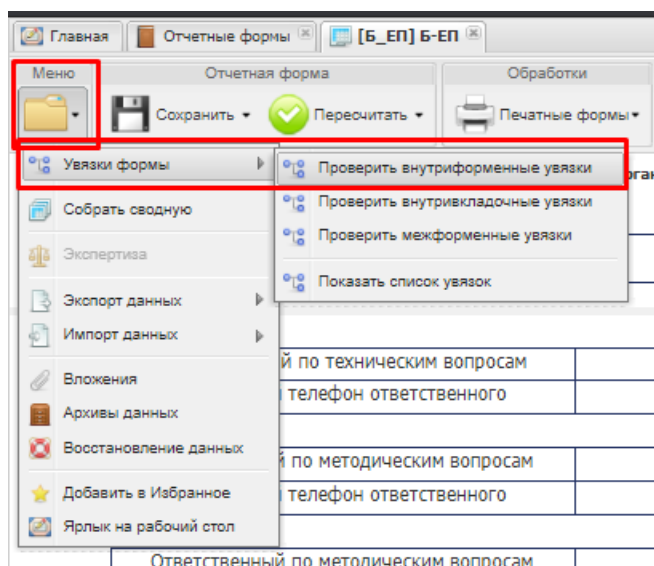 Главная
Отчетные формы
[Б_ЕП] Б-ЕП
Меню
Отчетная форма
Обработки
Сохранить
Пересчитать
Печатные формы
Увязки формы
Проверить внутриформенные увязки
Собрать сводную
Проверить внутривкладочные увязки
Экспертиза
Проверить межформенные увязки
Экспорт данных
Показать список увязок
Импорт данных
Вложения
й по техническим вопросам
Архивы данных
телефон ответственного
Восстановление данных
й по методическим вопросам
Добавить в Избранное
телефон ответственного
Ярлык на рабочий стол
Ответственный по методическим вопросам